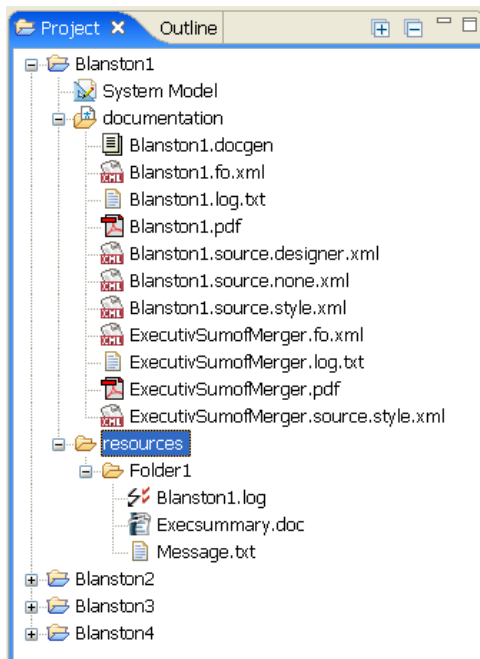 Project Outline
Blanston1
System Model
documentation
Blanston1.docgen
Blanston1.fo.xml
Blanston1.log.txt
Blanston1.pdf
Blanston1.source.designer.xml
Blanston1.source.none.xml
Blanston1.source.style.xml
ExecutivSumofMerger.fo.xml
ExecutivSumofMerger.log.txt
ExecutivSumofMerger.pdf
ExecutivSumofMerger.source.style.xml
resources
Folder1
Blanston1.log
Execsummary.doc
Message.txt
Blanston2
Blanston3
Blanston4